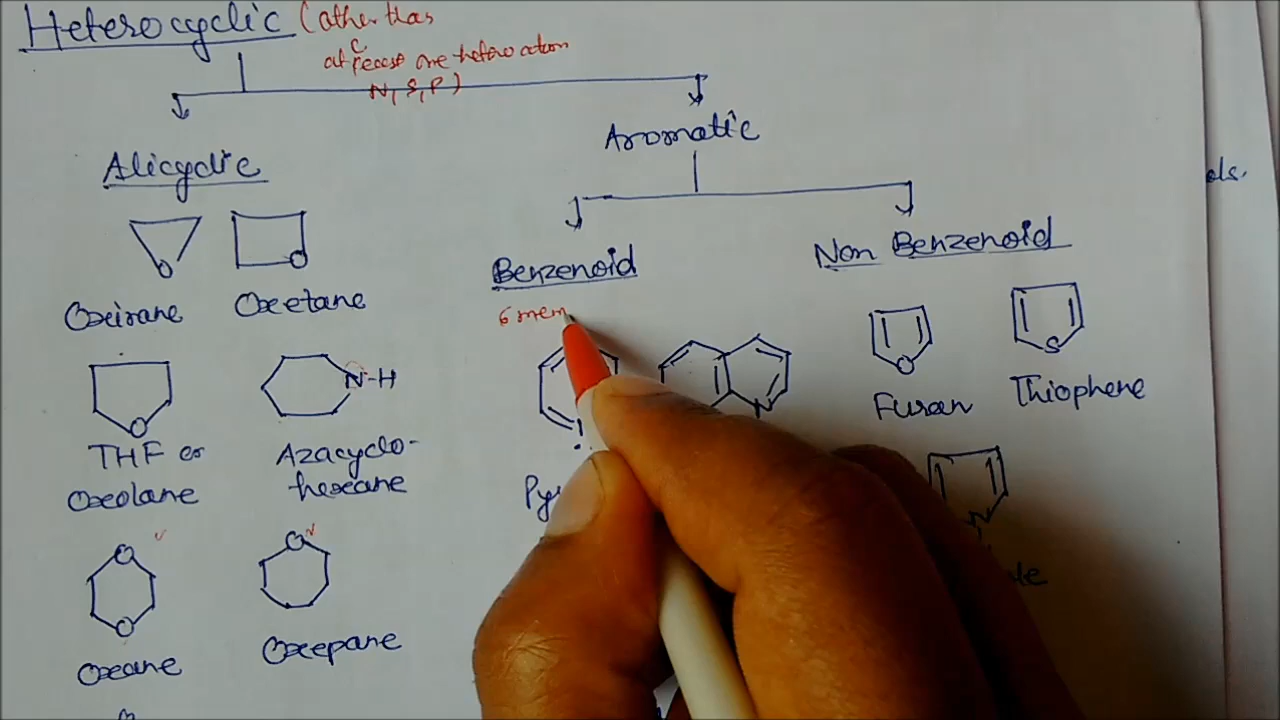 Heterocyclic (other than
at C one hetero atom
N, S, P)
Aromatic
Alicyclic
Benzenoid
Non Benzenoid
6 mem
O
O
Oxirane
Oxetane
O
N-H
N
O
S
THF or
Oxolane
Azacyclo-
hexane
Furan
Thiophene
N
O
O
O
Oxane
Oxepane
ols.